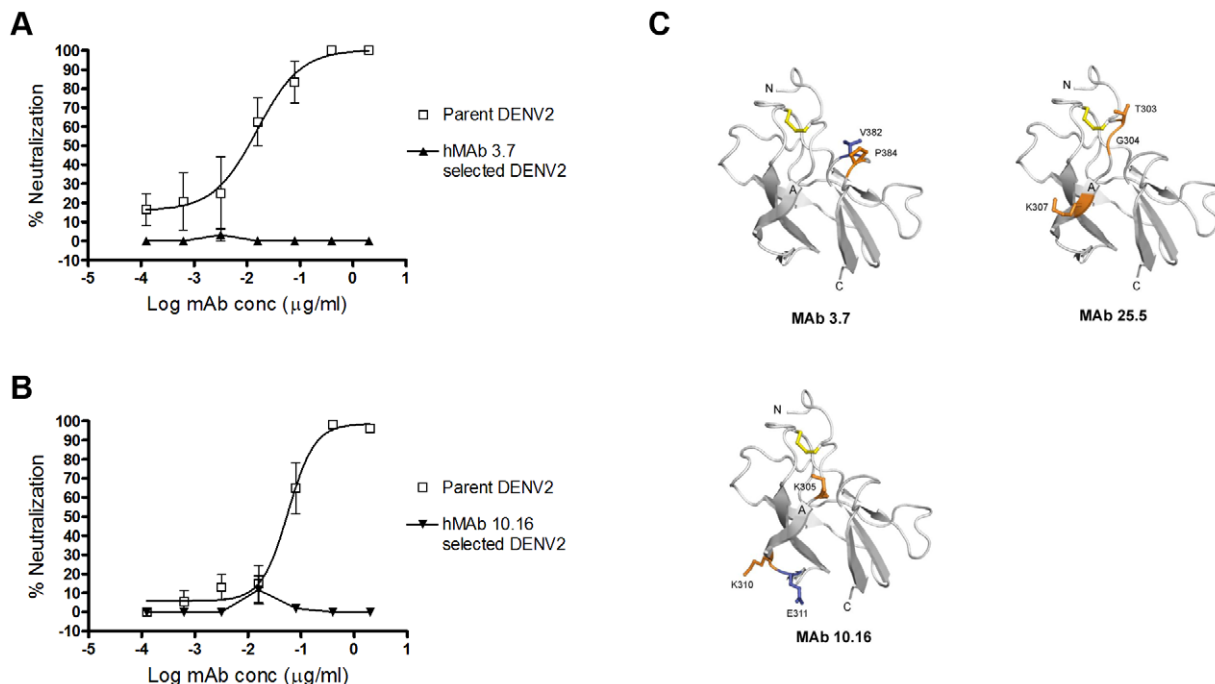 A
100
90
80
70
60
50
40
30
20
10
0
-10
% Neutralization
-5 -4 -3 -2 -1 0 1
Log mAb conc (μg/ml)
Parent DENV2
hMAb 3.7
selected DENV2
B
100
90
80
70
60
50
40
30
20
10
0
-10
% Neutralization
-5 -4 -3 -2 -1 0 1
Log mAb conc (μg/ml)
Parent DENV2
hMAb 10.16
selected DENV2
C
N
V382
P384
A
C
MAb 3.7
N
T303
G304
A
K307
C
MAb 25.5
N
K305
A
K310
E311
C
MAb 10.16